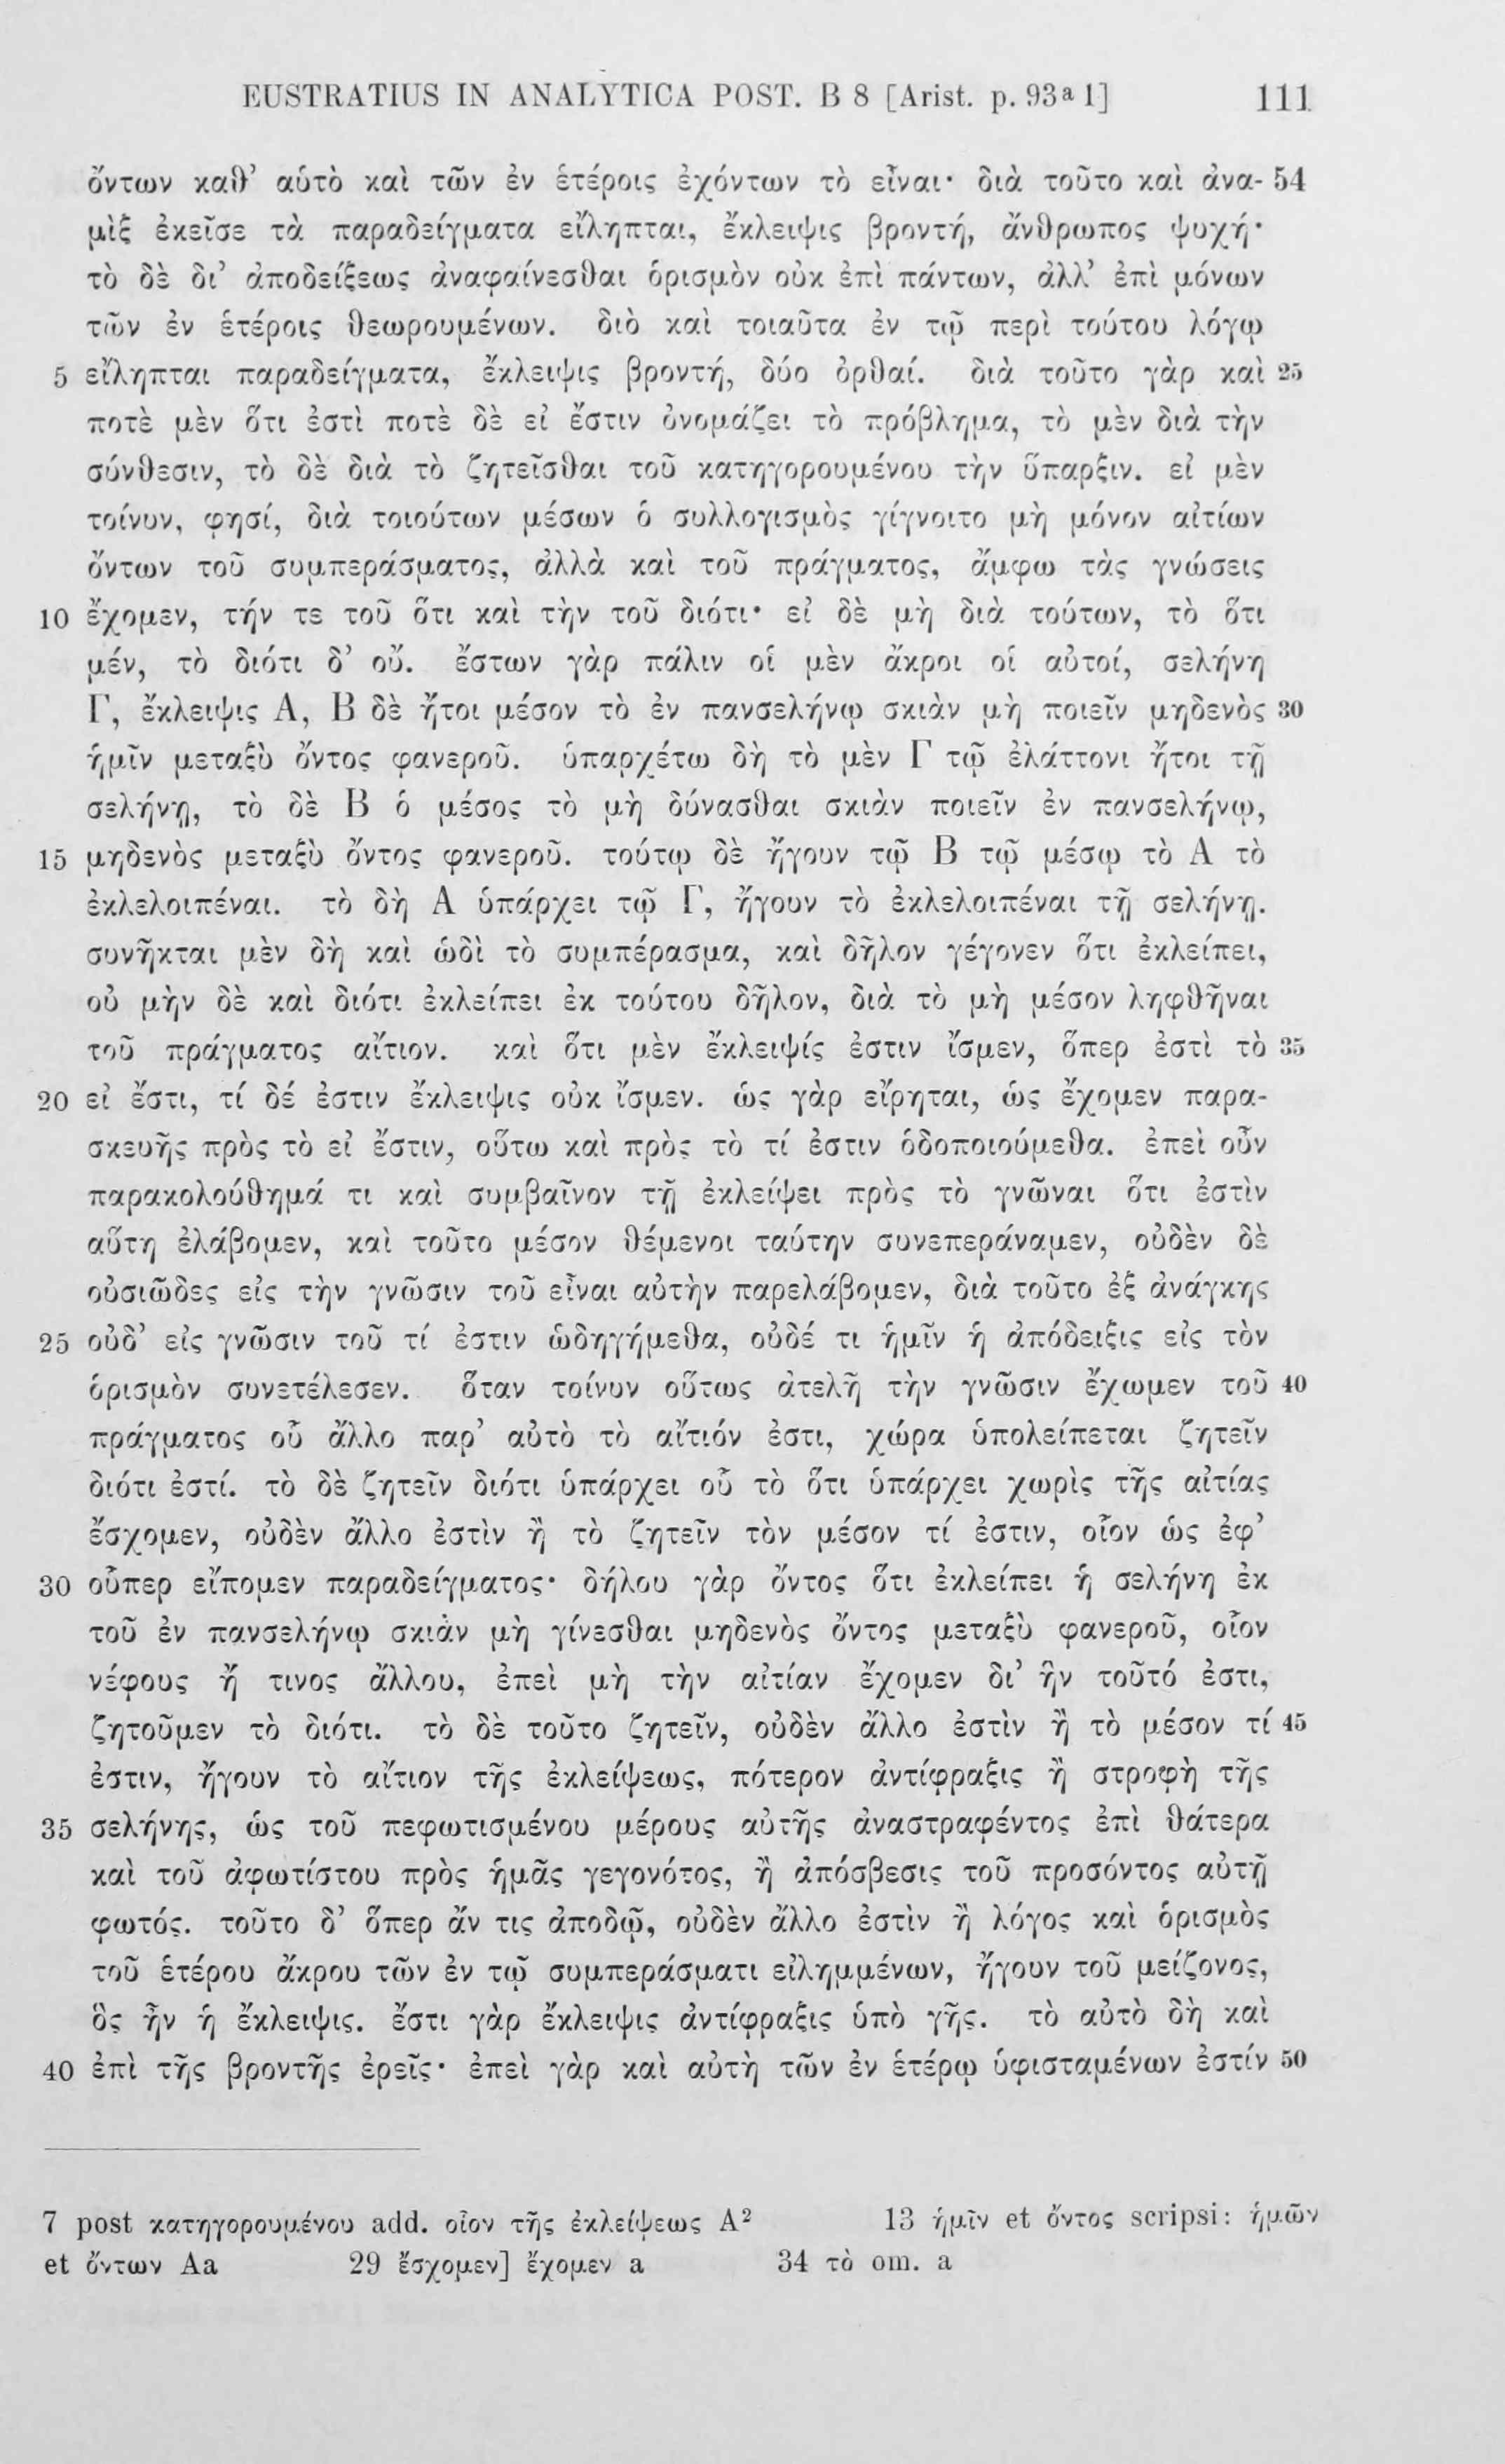 EUSTRATIUS IN ANALYTICA POST. B 8 [Arist. p. 93ª 1] 111
ὄντων καθ’ αὑτὸ καὶ τῶν ἐν ἑτέροις ἐχόντων τὸ εἶναι· διὰ τοῦτο καὶ ἀνα- 54
μὶξ ἐκεῖσε τὰ παραδείγματα εἴληπται, ἔκλειψις βροντή, ἄνθρωπος ψυχή·
τὸ δὲ δι’ ἀποδείξεως ἀναφαίνεσθαι ὁρισμὸν οὐκ ἐπὶ πάντων, ἀλλ’ ἐπὶ μόνων
τῶν ἐν ἑτέροις θεωρουμένων. διὸ καὶ τοιαῦτα ἐν τῷ περὶ τούτου λόγῳ
5 εἴληπται παραδείγματα, ἔκλειψις βροντή, δύο ὀρθαί. διὰ τοῦτο γὰρ καὶ 25
ποτὲ μὲν ὅτι ἐστὶ ποτὲ δὲ εἰ ἔστιν ὀνομάζει τὸ πρόβλημα, τὸ μὲν διὰ τὴν
σύνθεσιν, τὸ δὲ διὰ τὸ ζητεῖσθαι τοῦ κατηγορουμένου τὴν ὕπαρξιν. εἰ μὲν
τοίνυν, φησί, διὰ τοιούτων μέσων ὁ συλλογισμὸς γίγνοιτο μὴ μόνον αἰτίων
ὄντων τοῦ συμπεράσματος, ἀλλὰ καὶ τοῦ πράγματος, ἄμφω τὰς γνώσεις
10 ἔχομεν, τήν τε τοῦ ὅτι καὶ τὴν τοῦ διότι· εἰ δὲ μὴ διὰ τούτων, τὸ ὅτι
μέν, τὸ διότι δ’ οὔ. ἔστων γὰρ πάλιν οἱ μὲν ἄκροι οἱ αὐτοί, σελήνη
Γ, ἔκλειψις Α, Β δὲ ἤτοι μέσον τὸ ἐν πανσελήνῳ σκιὰν μὴ ποιεῖν μηδενὸς 30
ἡμῖν μεταξὺ ὄντος φανεροῦ. ὑπαρχέτω δὴ τὸ μὲν Γ τῷ ἐλάττονι ἤτοι τῇ
σελήνῃ, τὸ δὲ Β ὁ μέσος τὸ μὴ δύνασθαι σκιὰν ποιεῖν ἐν πανσελήνῳ,
15 μηδενὸς μεταξὺ ὄντος φανεροῦ. τούτῳ δὲ ἤγουν τῷ Β τῷ μέσῳ τὸ Α τὸ
ἐκλελοιπέναι. τὸ δὴ Α ὑπάρχει τῷ Γ, ἤγουν τὸ ἐκλελοιπέναι τῇ σελήνῃ.
συνῆκται μὲν δὴ καὶ ὡδὶ τὸ συμπέρασμα, καὶ δῆλον γέγονεν ὅτι ἐκλείπει,
οὐ μὴν δὲ καὶ διότι ἐκλείπει ἐκ τούτου δῆλον, διὰ τὸ μὴ μέσον ληφθῆναι
τοῦ πράγματος αἴτιον. καὶ ὅτι μὲν ἔκλειψίς ἐστιν ἴσμεν, ὅπερ ἐστὶ τὸ 35
20 εἰ ἔστι, τί δέ ἐστιν ἔκλειψις οὐκ ἴσμεν. ὡς γὰρ εἴρηται, ὡς ἔχομεν παρα-
σκευῆς πρὸς τὸ εἰ ἔστιν, οὕτω καὶ πρὸς τὸ τί ἐστιν ὁδοποιούμεθα. ἐπεὶ οὖν
παρακολούθημά τι καὶ συμβαῖνον τῇ ἐκλείψει πρὸς τὸ γνῶναι ὅτι ἐστὶν
αὕτη ἐλάβομεν, καὶ τοῦτο μέσον θέμενοι ταύτην συνεπεράναμεν, οὐδὲν δὲ
οὐσιῶδες εἰς τὴν γνῶσιν τοῦ εἶναι αὐτὴν παρελάβομεν, διὰ τοῦτο ἐξ ἀνάγκης
25 οὐδ’ εἰς γνῶσιν τοῦ τί ἐστιν ὡδηγήμεθα, οὐδέ τι ἡμῖν ἡ ἀπόδειξις εἰς τὸν
ὁρισμὸν συνετέλεσεν. ὅταν τοίνυν οὕτως ἀτελῆ τὴν γνῶσιν ἔχωμεν τοῦ 40
πράγματος οὗ ἄλλο παρ’ αὐτὸ τὸ αἴτιόν ἐστι, χώρα ὑπολείπεται ζητεῖν
διότι ἐστί. τὸ δὲ ζητεῖν διότι ὑπάρχει οὗ τὸ ὅτι ὑπάρχει χωρὶς τῆς αἰτίας
ἔσχομεν, οὐδὲν ἄλλο ἐστὶν ἢ τὸ ζητεῖν τὸν μέσον τί ἐστιν, οἷον ὡς ἐφ’
30 οὗπερ εἴπομεν παραδείγματος· δήλου γὰρ ὄντος ὅτι ἐκλείπει ἡ σελήνη ἐκ
τοῦ ἐν πανσελήνῳ σκιὰν μὴ γίνεσθαι μηδενὸς ὄντος μεταξὺ φανεροῦ, οἷον
νέφους ἤ τινος ἄλλου, ἐπεὶ μὴ τὴν αἰτίαν ἔχομεν δι’ ἣν τοῦτό ἐστι,
ζητοῦμεν τὸ διότι. τὸ δὲ τοῦτο ζητεῖν, οὐδὲν ἄλλο ἐστὶν ἢ τὸ μέσον τί 45
ἐστιν, ἤγουν τὸ αἴτιον τῆς ἐκλείψεως, πότερον ἀντίφραξις ἢ στροφὴ τῆς
35 σελήνης, ὡς τοῦ πεφωτισμένου μέρους αὐτῆς ἀναστραφέντος ἐπὶ θάτερα
καὶ τοῦ ἀφωτίστου πρὸς ἡμᾶς γεγονότος, ἢ ἀπόσβεσις τοῦ προσόντος αὐτῇ
φωτός. τοῦτο δ’ ὅπερ ἄν τις ἀποδῷ, οὐδὲν ἄλλο ἐστὶν ἢ λόγος καὶ ὁρισμὸς
τοῦ ἑτέρου ἄκρου τῶν ἐν τῷ συμπεράσματι εἰλημμένων, ἤγουν τοῦ μείζονος,
ὃς ἦν ἡ ἔκλειψις. ἔστι γὰρ ἔκλειψις ἀντίφραξις ὑπὸ γῆς. τὸ αὐτὸ δὴ καὶ
40 ἐπὶ τῆς βροντῆς ἐρεῖς· ἐπεὶ γὰρ καὶ αὐτὴ τῶν ἐν ἑτέρῳ ὑφισταμένων ἐστίν 50
7 post κατηγορουμένου add. οἷον τῆς ἐκλείψεως A² 13 ἡμῖν et ὄντος scripsi: ἡμῶν
et ὄντων Aa 29 ἔσχομεν] ἔχομεν a 34 τὸ om. a